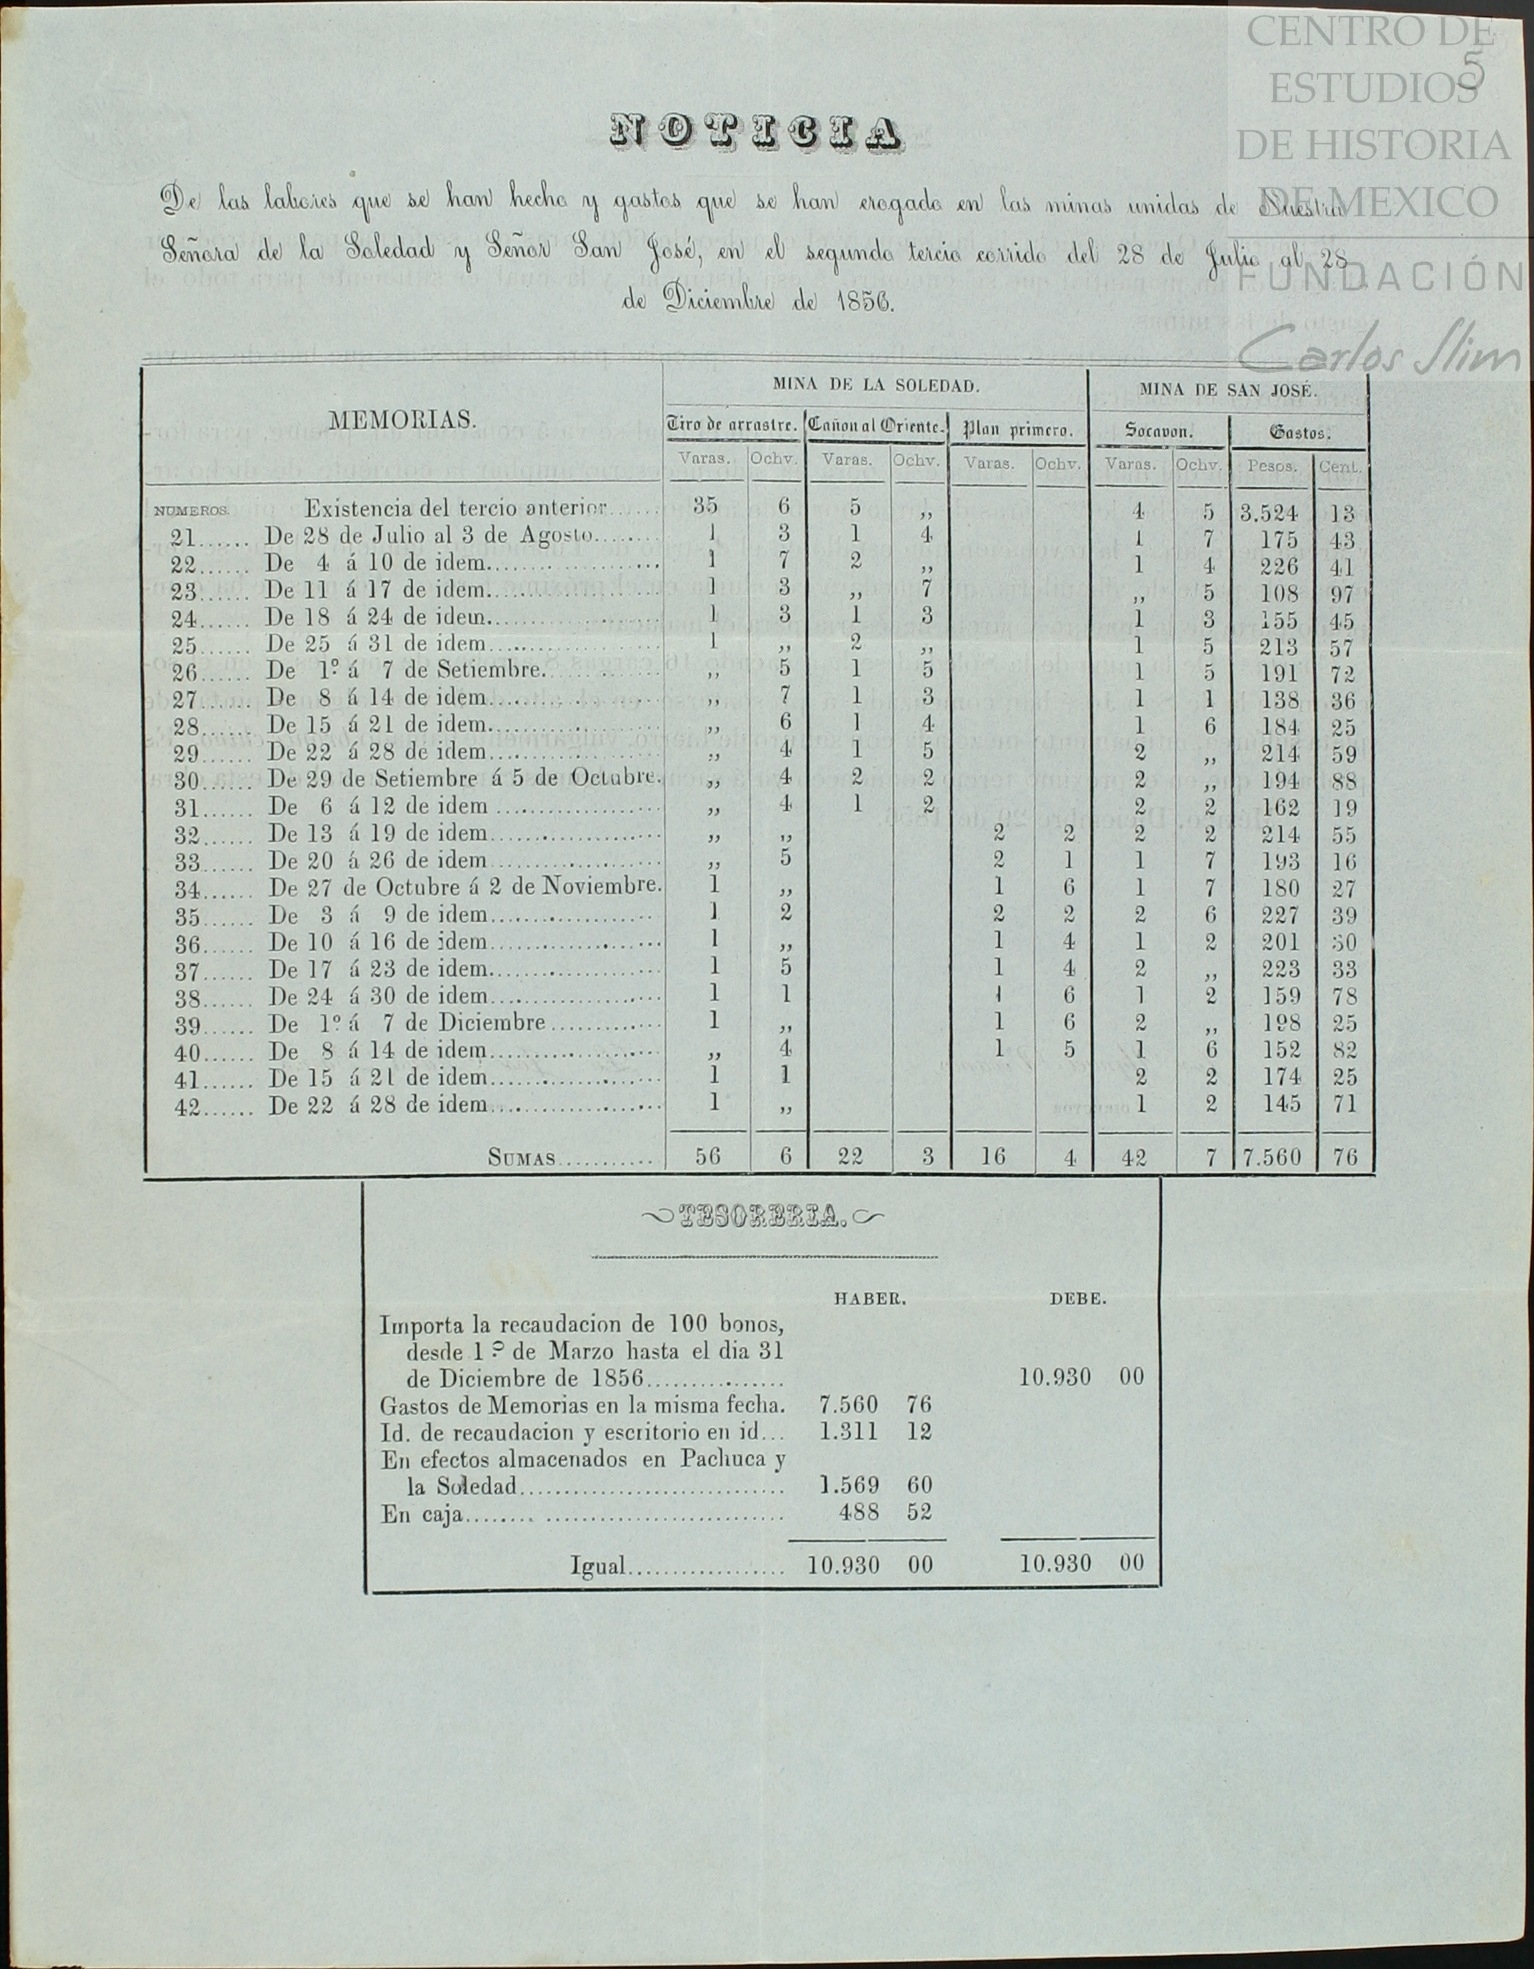 CENTRO DE
ESTUDIOS
DE HISTORIA
DE MEXICO
FUNDACIÓN
Carlos Slim
5
NOTICIA
De las labores que se han hecho y gastos que se han erogado en las minas unidas de Nuestra
Señora de la Soledad y Señor San José, en el segundo tercio corrido del 28 de Julio al 28
de Diciembre de 1856.
MEMORIAS. MINA DE LA SOLEDAD. MINA DE SAN JOSÉ.
Tiro de arrastre. Cañon al Oriente. Plan primero. Socavon. Gastos.
Varas. Ochv. Varas. Ochv. Varas. Ochv. Varas. Ochv. Pesos. Cent.
NUMEROS. Existencia del tercio anterior...... 35 6 5 ,, 4 5 3.524 13
21...... De 28 de Julio al 3 de Agosto........ 1 3 1 4 1 7 175 43
22...... De 4 á 10 de idem.................... 1 7 2 ,, 1 4 226 41
23...... De 11 á 17 de idem.................... 1 3 ,, 7 ,, 5 108 97
24...... De 18 á 24 de idem.................... 1 3 1 3 1 3 155 45
25...... De 25 á 31 de idem.................... 1 ,, 2 ,, 1 5 213 57
26...... De 1º. á 7 de Setiembre.............. ,, 5 1 5 1 5 191 72
27...... De 8 á 14 de idem.................... ,, 7 1 3 1 1 138 36
28...... De 15 á 21 de idem.................... ,, 6 1 4 1 6 184 25
29...... De 22 á 28 de idem.................... ,, 4 1 5 2 ,, 214 59
30...... De 29 de Setiembre á 5 de Octubre. ,, 4 2 2 2 ,, 194 88
31...... De 6 á 12 de idem ................... ,, 4 1 2 2 2 162 19
32...... De 13 á 19 de idem.................... ,, ,, 2 2 2 2 214 55
33...... De 20 á 26 de idem.................... ,, 5 2 1 1 7 193 16
34...... De 27 de Octubre á 2 de Noviembre. 1 ,, 1 6 1 7 180 27
35...... De 3 á 9 de idem.................... 1 2 2 2 2 6 227 39
36...... De 10 á 16 de idem.................... 1 ,, 1 4 1 2 201
37...... De 17 á 23 de idem.................... 1 5 1 4 2 ,, 223 33
38...... De 24 á 30 de idem.................... 1 1 1 6 1 2 159 78
39...... De 1º. á 7 de Diciembre ............. 1 ,, 1 6 2 ,, 198 25
40...... De 8 á 14 de idem.................... ,, 4 1 5 1 6 152 82
41...... De 15 á 21 de idem.................... 1 1 2 2 174 25
42...... De 22 á 28 de idem.................... 1 ,, 1 2 145 71
SUMAS........... 56 6 22 3 16 4 42 7 7.560 76
TESORERIA.
HABER. DEBE.
Importa la recaudacion de 100 bonos,
desde 1º. de Marzo hasta el dia 31
de Diciembre de 1856................ 10.930 00
Gastos de Memorias en la misma fecha. 7.560 76
Id. de recaudacion y escritorio en id... 1.311 12
En efectos almacenados en Pachuca y
la Soledad.............................. 1.569 60
En caja.................................... 488 52
Igual.................. 10.930 00 10.930 00